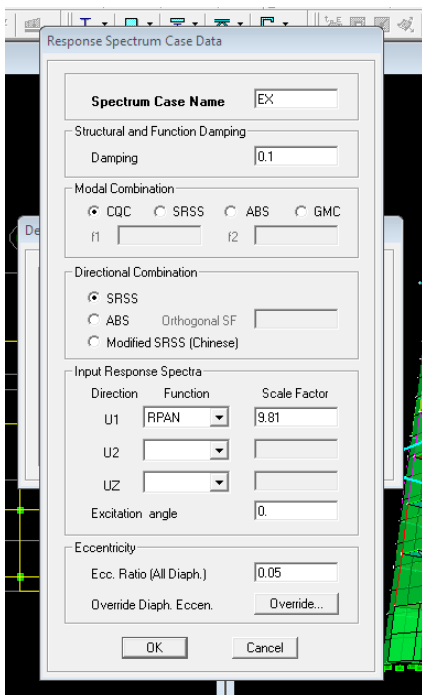 Response Spectrum Case Data
De
Spectrum Case Name EX
Structural and Function Damping
Damping 0.1
Modal Combination
CQC SRSS ABS GMC
f1 f2
Directional Combination
SRSS
ABS Orthogonal SF
Modified SRSS (Chinese)
Input Response Spectra
Direction Function Scale Factor
U1 RPAN 9.81
U2
UZ
Excitation angle 0.
Eccentricity
Ecc. Ratio (All Diaph.) 0.05
Override Diaph. Eccen. Override...
OK Cancel